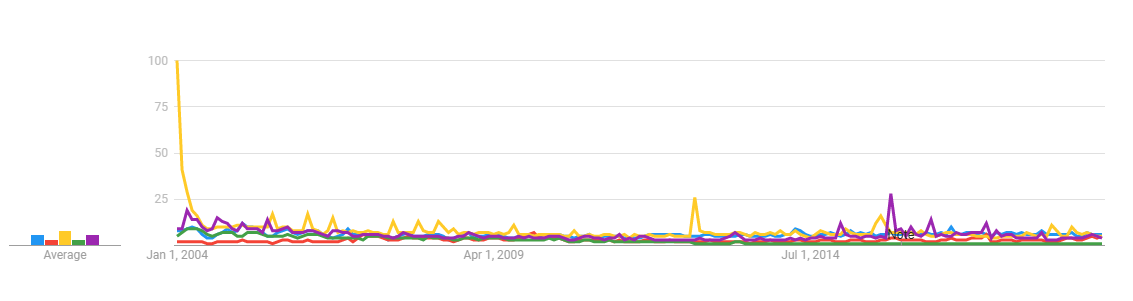 100
75
50
25
Note
Average
Jan 1, 2004
Apr 1, 2009
Jul 1, 2014